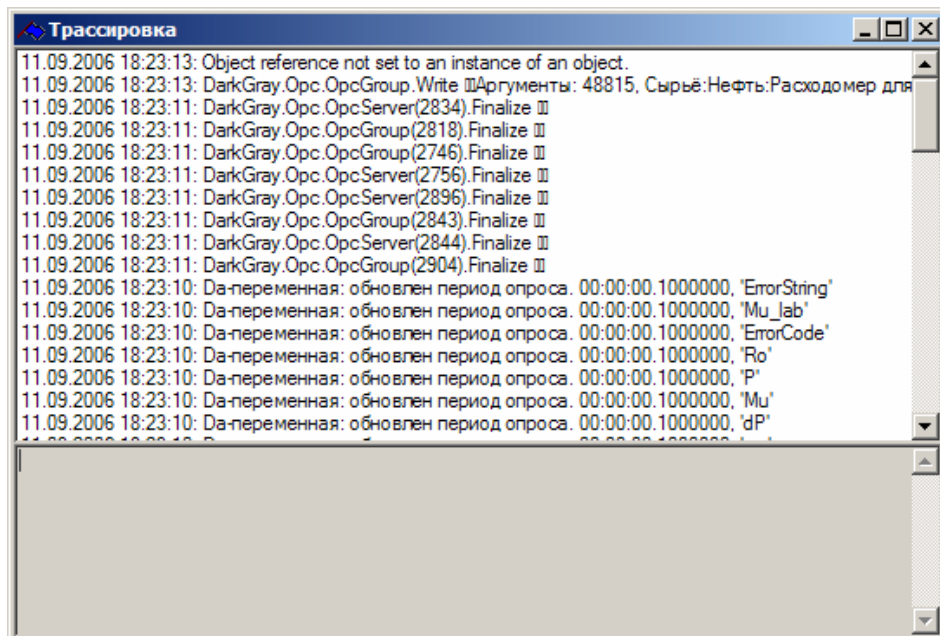 Трассировка
11.09.2006 18:23:13: Object reference not set to an instance of an object.
11.09.2006 18:23:13: DarkGray.Opc.OpcGroup.Write Аргументы: 48815, Сырьё:Нефть:Расходомер для
11.09.2006 18:23:11: DarkGray.Opc.OpcServer(2834).Finalize
11.09.2006 18:23:11: DarkGray.Opc.OpcGroup(2818).Finalize
11.09.2006 18:23:11: DarkGray.Opc.OpcGroup(2746).Finalize
11.09.2006 18:23:11: DarkGray.Opc.OpcServer(2756).Finalize
11.09.2006 18:23:11: DarkGray.Opc.OpcServer(2896).Finalize
11.09.2006 18:23:11: DarkGray.Opc.OpcGroup(2843).Finalize
11.09.2006 18:23:11: DarkGray.Opc.OpcServer(2844).Finalize
11.09.2006 18:23:11: DarkGray.Opc.OpcGroup(2904).Finalize
11.09.2006 18:23:10: Da-переменная: обновлен период опроса. 00:00:00.1000000, 'ErrorString'
11.09.2006 18:23:10: Da-переменная: обновлен период опроса. 00:00:00.1000000, 'Mu_lab'
11.09.2006 18:23:10: Da-переменная: обновлен период опроса. 00:00:00.1000000, 'ErrorCode'
11.09.2006 18:23:10: Da-переменная: обновлен период опроса. 00:00:00.1000000, 'Ro'
11.09.2006 18:23:10: Da-переменная: обновлен период опроса. 00:00:00.1000000, 'P'
11.09.2006 18:23:10: Da-переменная: обновлен период опроса. 00:00:00.1000000, 'Mu'
11.09.2006 18:23:10: Da-переменная: обновлен период опроса. 00:00:00.1000000, 'dP'